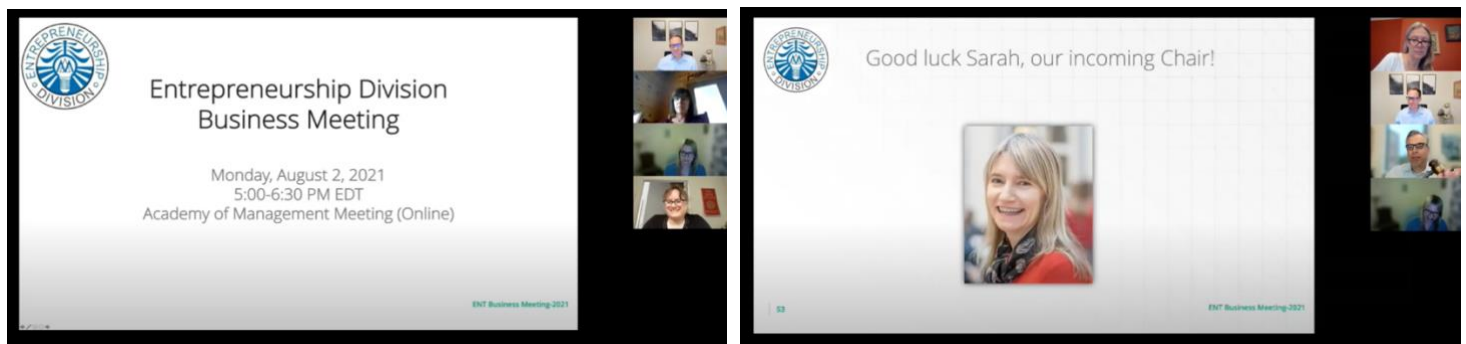 ENTREPRENEURSHIP
DIVISION
Entrepreneurship Division
Business Meeting
Monday, August 2, 2021
5:00-6:30 PM EDT
Academy of Management Meeting (Online)
ENT Business Meeting-2021
ENTREPRENEURSHIP
DIVISION
Good luck Sarah, our incoming Chair!
53
ENT Business Meeting-2021